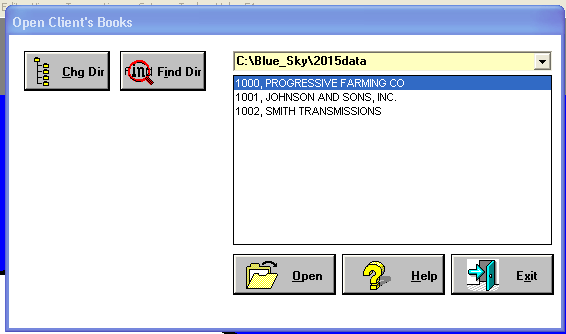 Open Client's Books
Chg Dir
Find Find Dir
C:\Blue_Sky\2015data
1000, PROGRESSIVE FARMING CO
1001, JOHNSON AND SONS, INC.
1002, SMITH TRANSMISSIONS
Open
Help
Exit